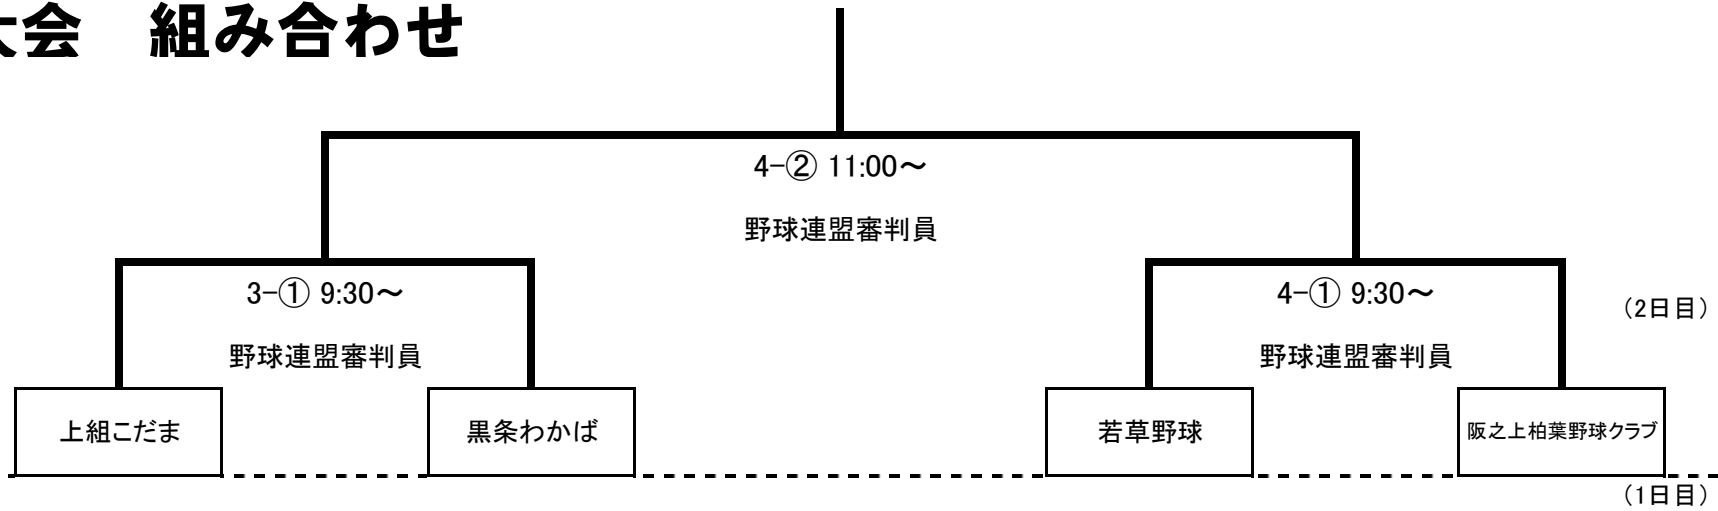 大会　組み合わせ
4-② 11:00～
野球連盟審判員
3-① 9:30～
4-① 9:30～
（2日目）
野球連盟審判員
野球連盟審判員
上組こだま
黒条わかば
若草野球
阪之上柏葉野球クラブ
（1日目）